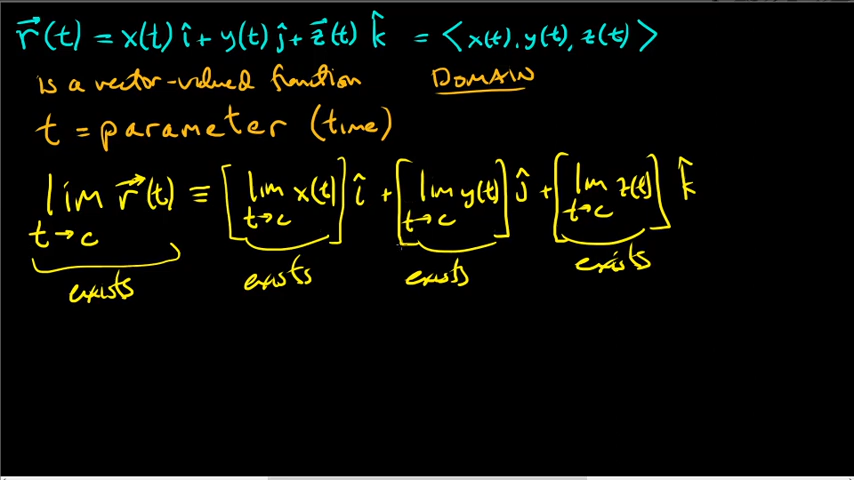 r⃗(t) = x(t) î + y(t) ĵ + z⃗(t) k̂ = < x(t), y(t), z(t) >
is a vector-valued function DOMAIN
t = parameter (time)
lim t→c r⃗(t) ≡ [lim t→c x(t)] î + [lim t→c y(t)] ĵ + [lim t→c z(t)] k̂
exists exists exists exists